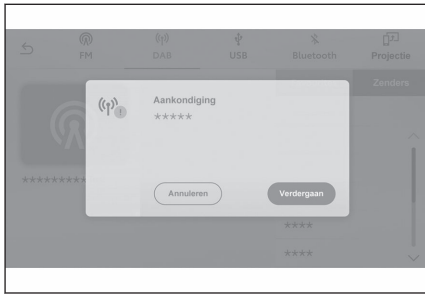 FM
DAB
USB
Bluetooth
Projectie
Zenders
Aankondiging
*****
**********
Annuleren
Verdergaan
****
****